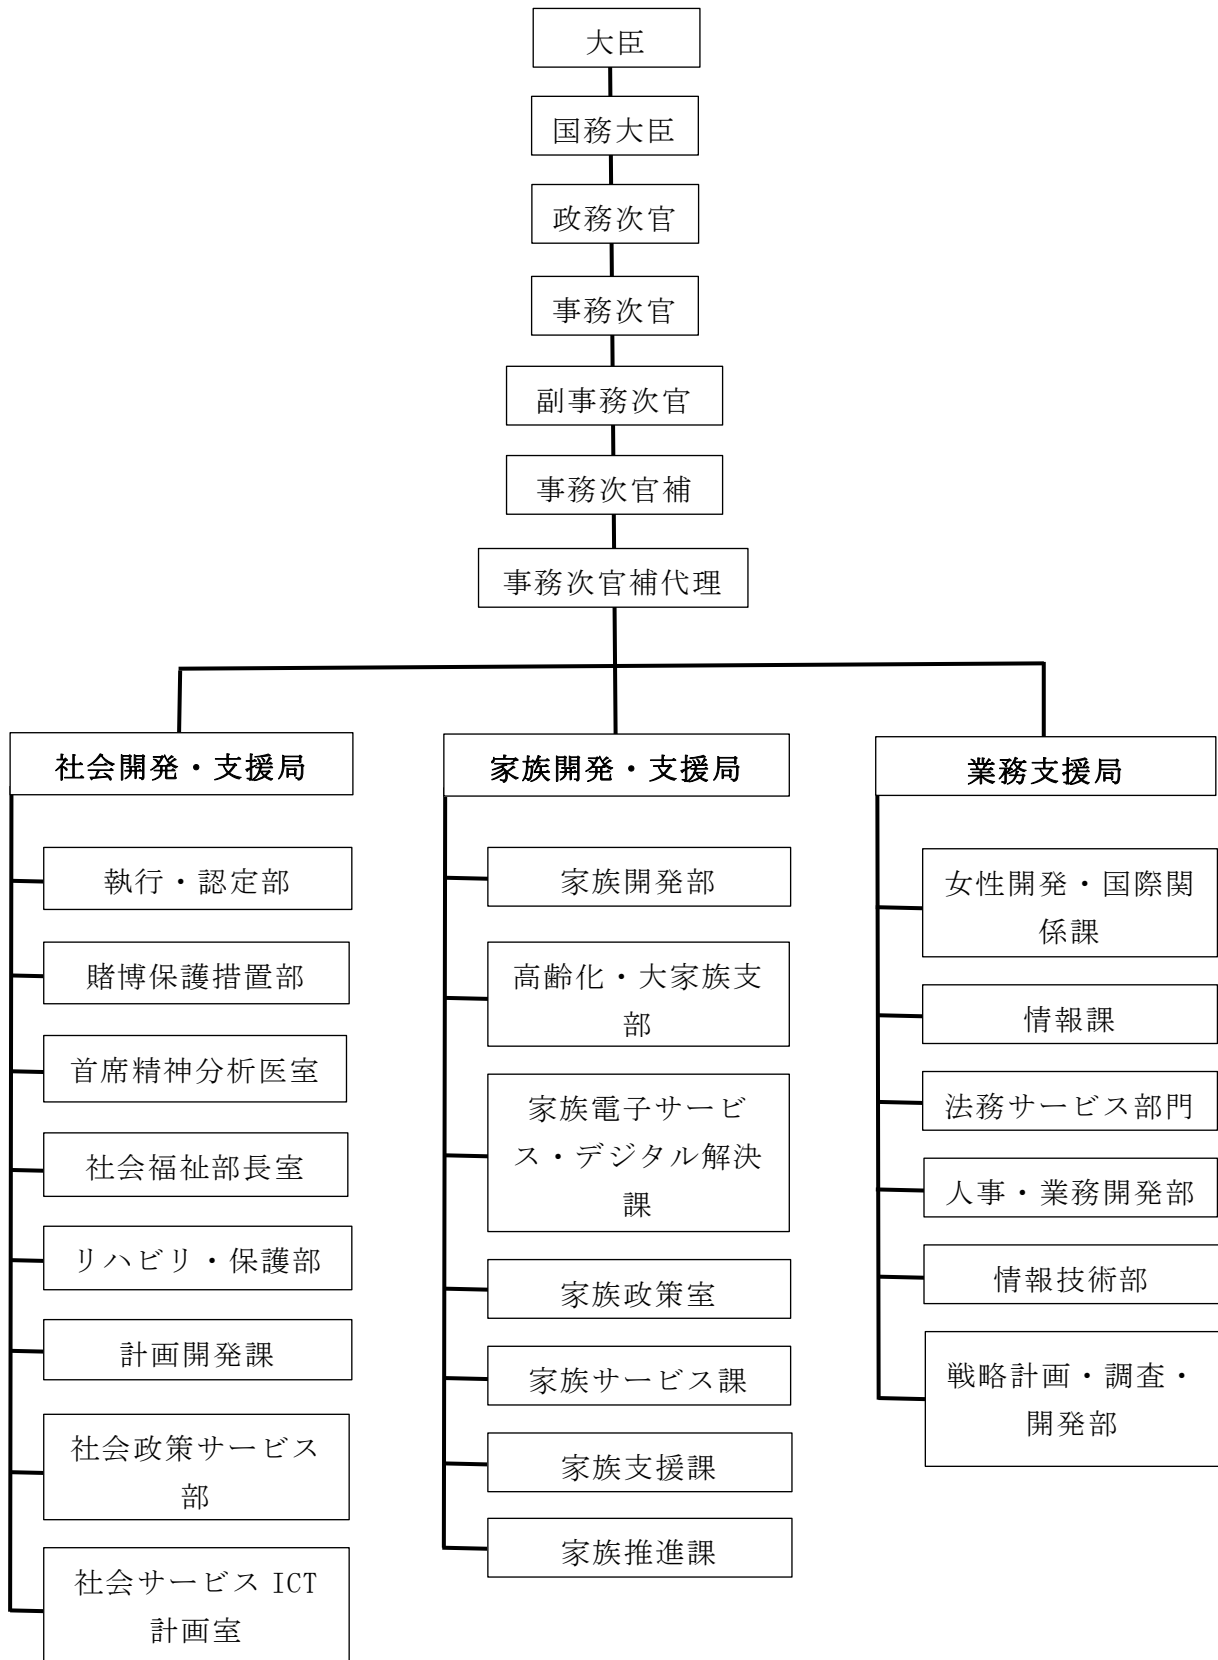 大臣
国務大臣
政務次官
事務次官
副事務次官
事務次官補
事務次官補代理
社会開発・支援局
執行・認定部
賭博保護措置部
首席精神分析医室
社会福祉部長室
リハビリ・保護部
計画開発課
社会政策サービス
部
社会サービス ICT
計画室
家族開発・支援局
家族開発部
高齢化・大家族支
部
家族電子サービ
ス・デジタル解決
課
家族政策室
家族サービス課
家族支援課
家族推進課
業務支援局
女性開発・国際関
係課
情報課
法務サービス部門
人事・業務開発部
情報技術部
戦略計画・調査・
開発部